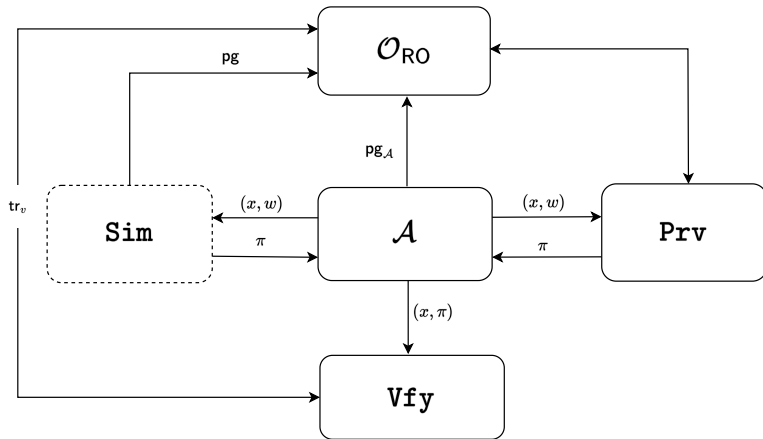 𝒪_RO
pg
pg_𝒜
tr_v
(x, w)
(x, w)
Sim
𝒜
Prv
π
π
(x, π)
Vfy